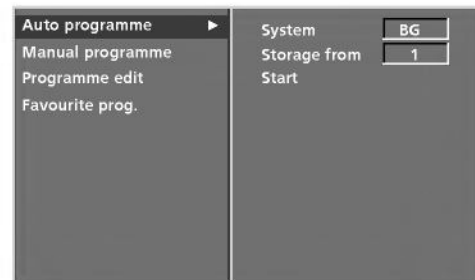 Auto programme ►
Manual programme
Programme edit
Favourite prog.
System BG
Storage from 1
Start